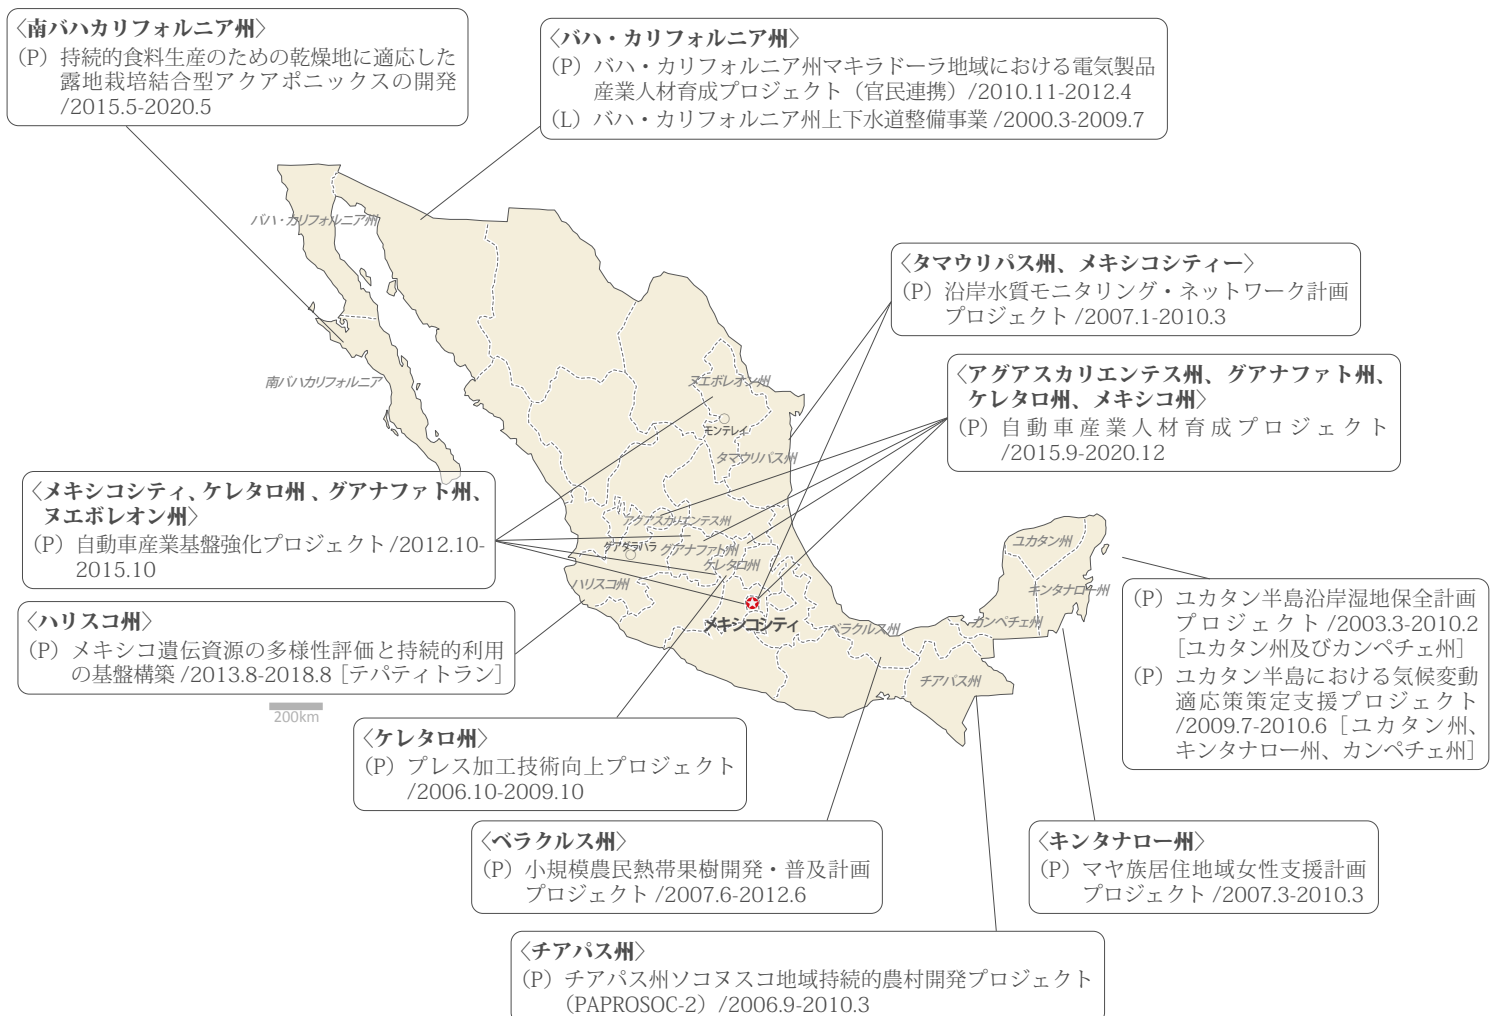 〈南バハカリフォルニア州〉
(P) 持続的食料生産のための乾燥地に適応した
露地栽培結合型アクアポニックスの開発
/2015.5-2020.5
〈バハ・カリフォルニア州〉
(P) バハ・カリフォルニア州マキラドーラ地域における電気製品
産業人材育成プロジェクト（官民連携）/2010.11-2012.4
(L) バハ・カリフォルニア州上下水道整備事業 /2000.3-2009.7
バハ・カリフォルニア州
〈タマウリパス州、メキシコシティー〉
(P) 沿岸水質モニタリング・ネットワーク計画
プロジェクト /2007.1-2010.3
南バハカリフォルニア
ヌエボレオン州
モンテレイ
タマウリパス州
〈アグアスカリエンテス州、グアナファト州、
ケレタロ州、メキシコ州〉
(P) 自動車産業人材育成プロジェクト
/2015.9-2020.12
〈メキシコシティ、ケレタロ州 、グアナファト州、
ヌエボレオン州〉
(P) 自動車産業基盤強化プロジェクト /2012.10-
2015.10
アグアスカリエンテス州
グアダラハラ
グアナファト州
ケレタロ州
ハリスコ州
メキシコシティ
ベラクルス州
カンペチェ州
チアパス州
ユカタン州
キンタナロー州
〈ハリスコ州〉
(P) メキシコ遺伝資源の多様性評価と持続的利用
の基盤構築 /2013.8-2018.8［テパティトラン］
200km
(P) ユカタン半島沿岸湿地保全計画
プロジェクト /2003.3-2010.2
［ユカタン州及びカンペチェ州］
(P) ユカタン半島における気候変動
適応策策定支援プロジェクト
/2009.7-2010.6［ユカタン州、
キンタナロー州、カンペチェ州］
〈ケレタロ州〉
(P) プレス加工技術向上プロジェクト
/2006.10-2009.10
〈ベラクルス州〉
(P) 小規模農民熱帯果樹開発・普及計画
プロジェクト /2007.6-2012.6
〈キンタナロー州〉
(P) マヤ族居住地域女性支援計画
プロジェクト /2007.3-2010.3
〈チアパス州〉
(P) チアパス州ソコヌスコ地域持続的農村開発プロジェクト
（PAPROSOC-2）/2006.9-2010.3